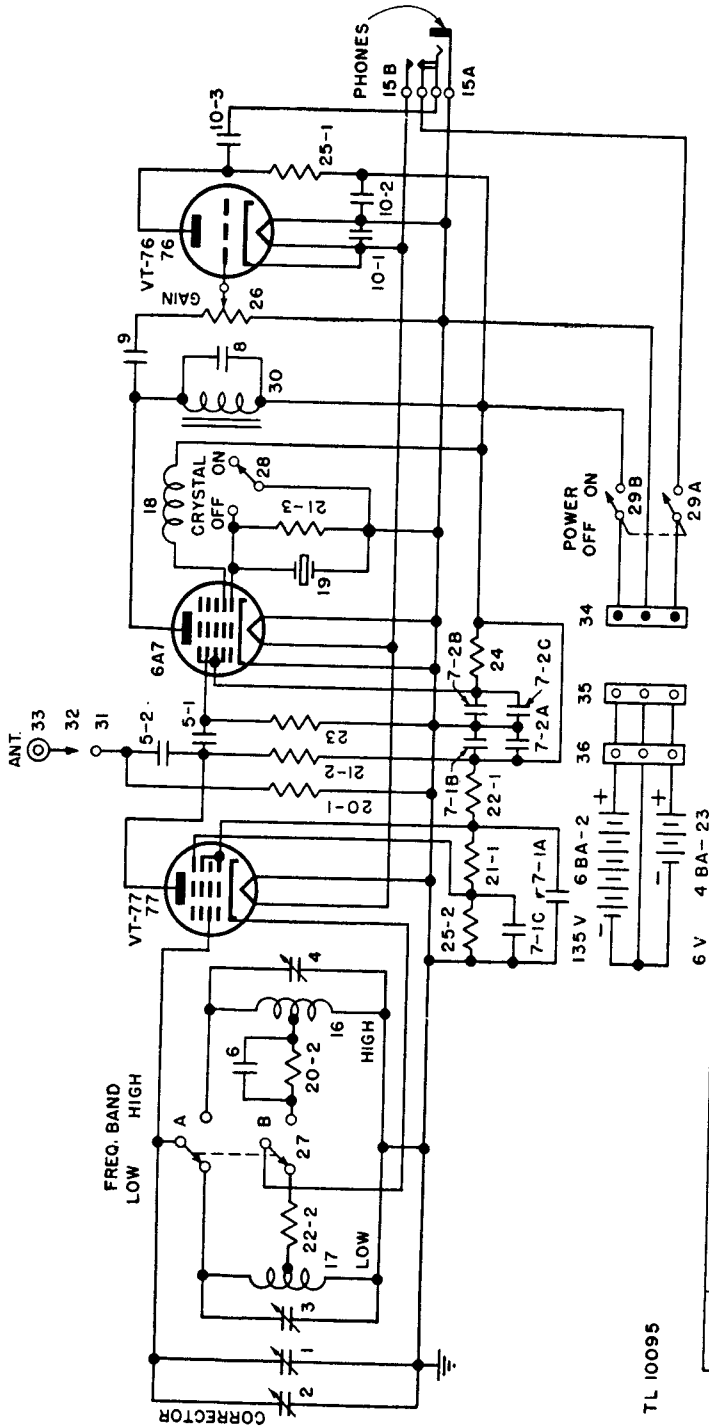 CORRECTOR
2
1
3
17
LOW
22-2
FREQ. BAND
LOW HIGH
A
B
27
6
20-2
16
HIGH
4
VT-77
77
ANT.
33
32
31
5-2
5-1
20-1
21-2
23
25-2
21-1
22-1
7-1C
7-1A
7-1B
7-2B
7-2A
7-2C
24
6A7
18
CRYSTAL
OFF ON
28
21-3
19
30
8
9
GAIN
26
VT-76
76
10-1
10-2
25-1
10-3
PHONES
15B
15A
135 V 6 BA-2
- +
6 V 4 BA-23
- +
36
35
34
POWER
OFF ON
29B
29A
TL 10095